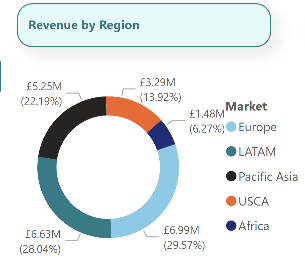 Revenue by Region
£5.25M
(22.19%)
£3.29M
(13.92%)
£1.48M
(6.27%)
£6.63M
(28.04%)
£6.99M
(29.57%)
Market
Europe
LATAM
Pacific Asia
USCA
Africa